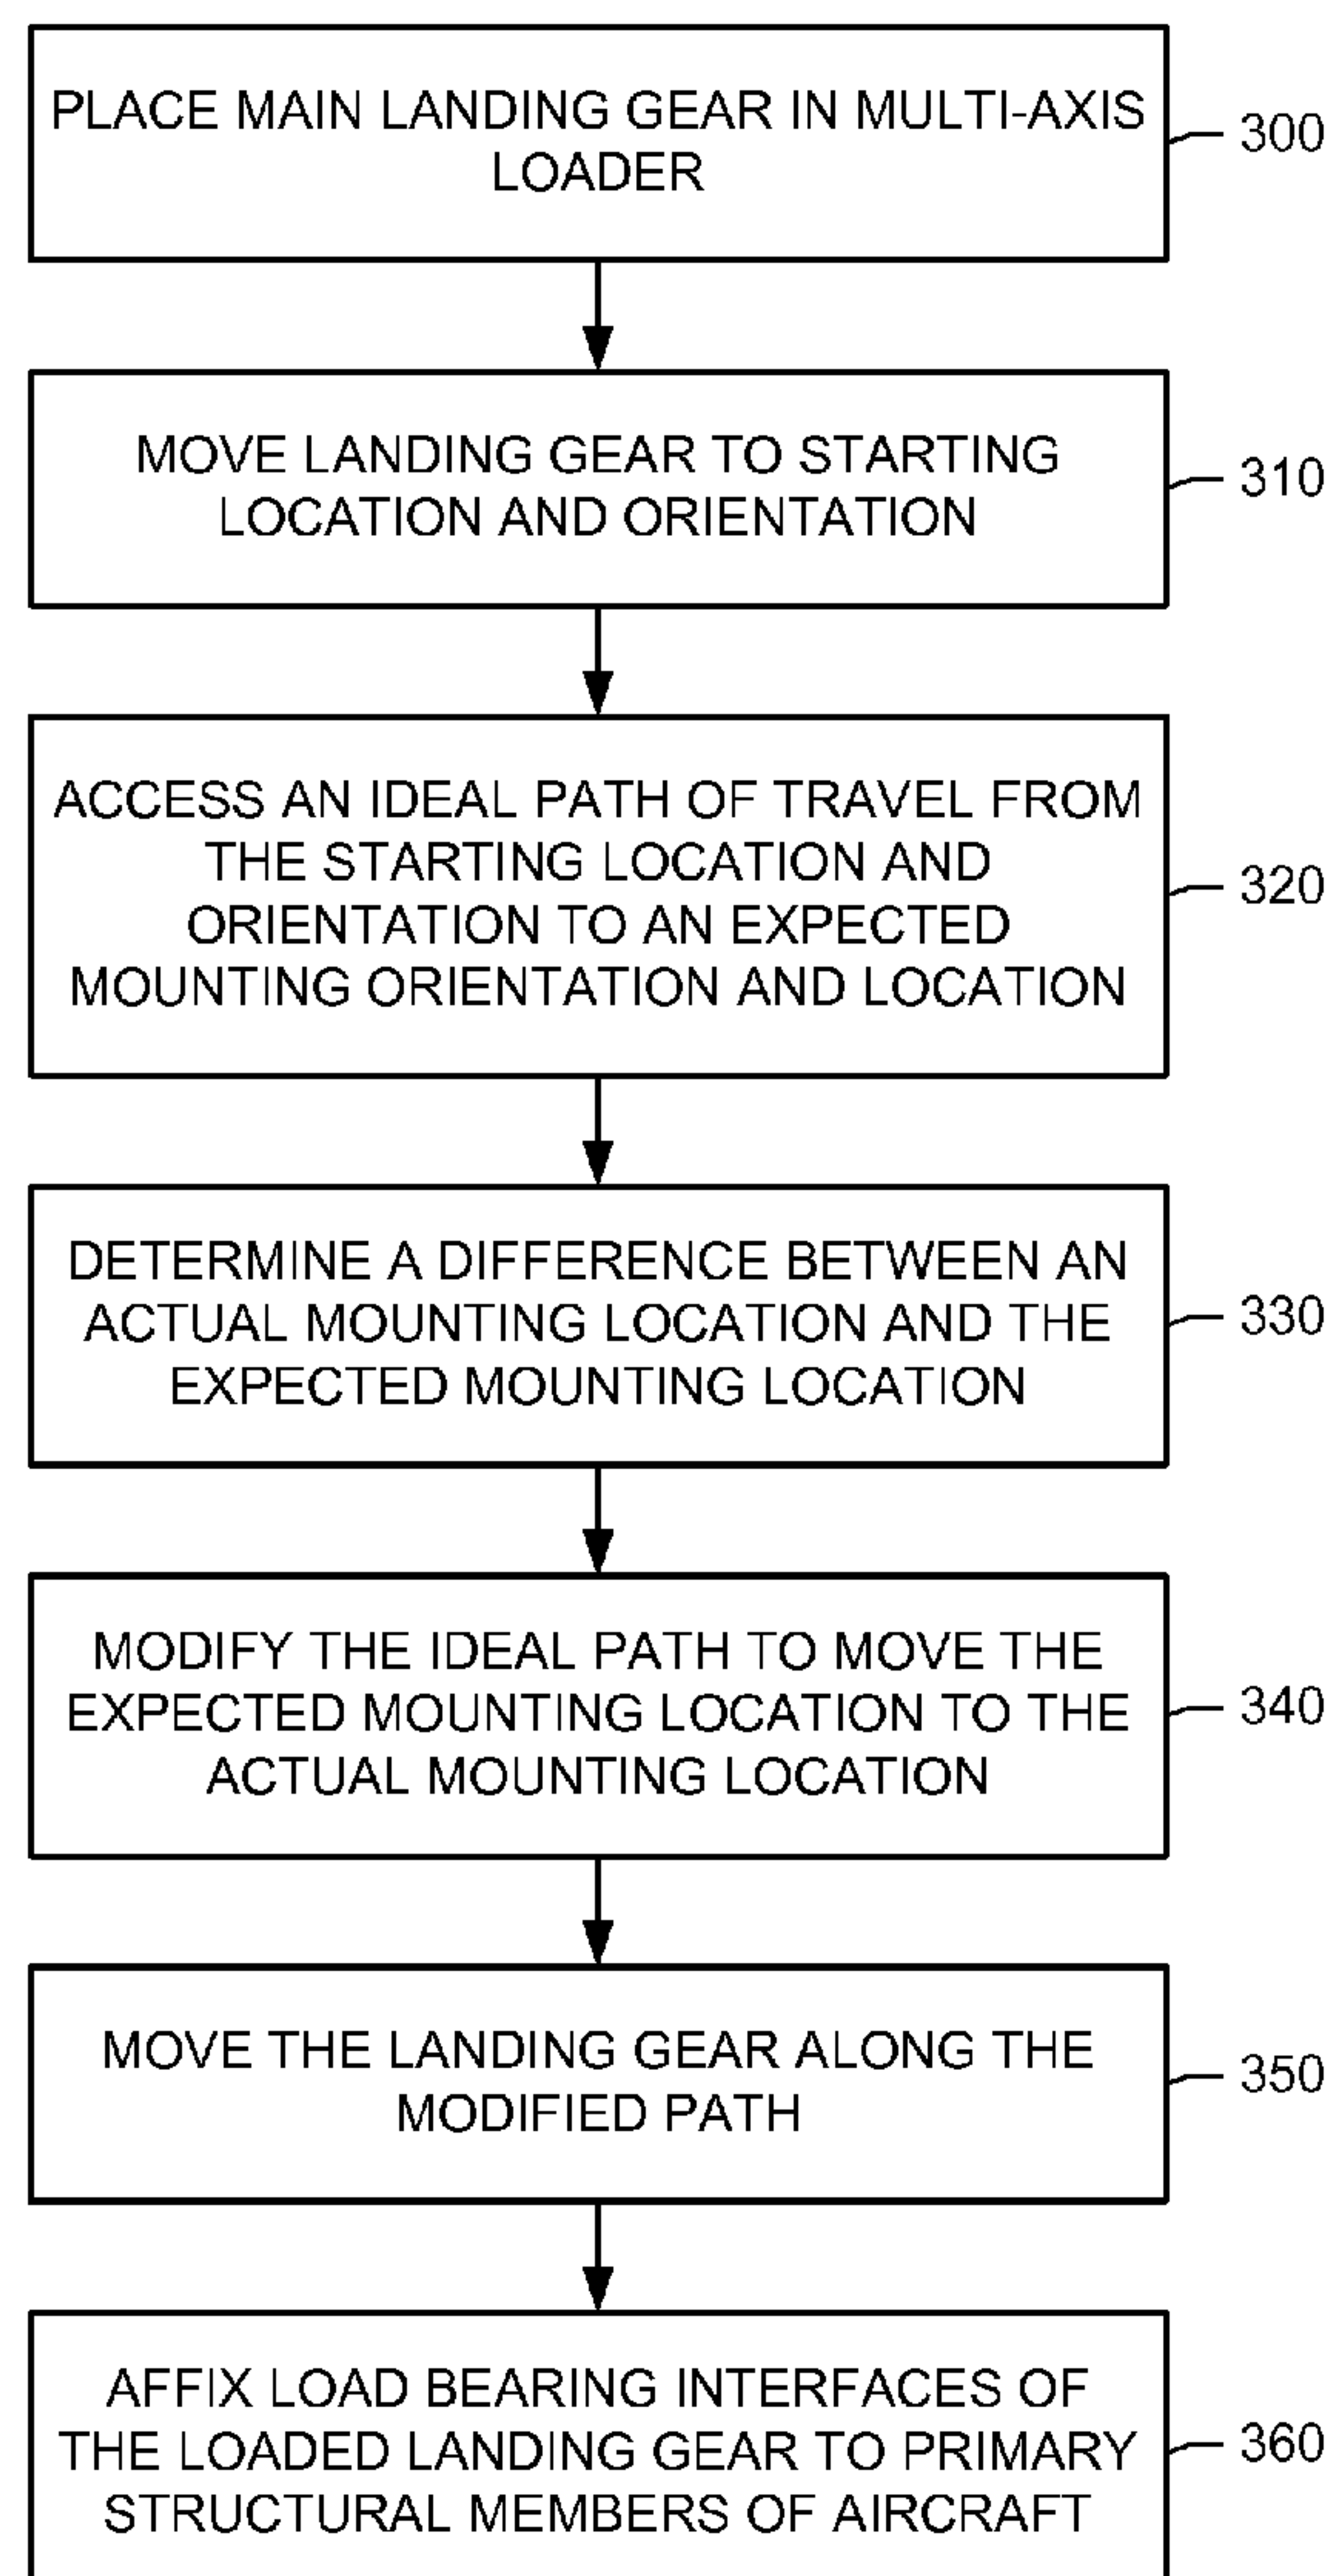 PLACE MAIN LANDING GEAR IN MULTI-AXIS
LOADER
300
MOVE LANDING GEAR TO STARTING
LOCATION AND ORIENTATION
310
ACCESS AN IDEAL PATH OF TRAVEL FROM
THE STARTING LOCATION AND
ORIENTATION TO AN EXPECTED
MOUNTING ORIENTATION AND LOCATION
320
DETERMINE A DIFFERENCE BETWEEN AN
ACTUAL MOUNTING LOCATION AND THE
EXPECTED MOUNTING LOCATION
330
MODIFY THE IDEAL PATH TO MOVE THE
EXPECTED MOUNTING LOCATION TO THE
ACTUAL MOUNTING LOCATION
340
MOVE THE LANDING GEAR ALONG THE
MODIFIED PATH
350
AFFIX LOAD BEARING INTERFACES OF
THE LOADED LANDING GEAR TO PRIMARY
STRUCTURAL MEMBERS OF AIRCRAFT
360